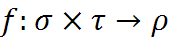 𝑓: 𝜎 × 𝜏 → 𝜌